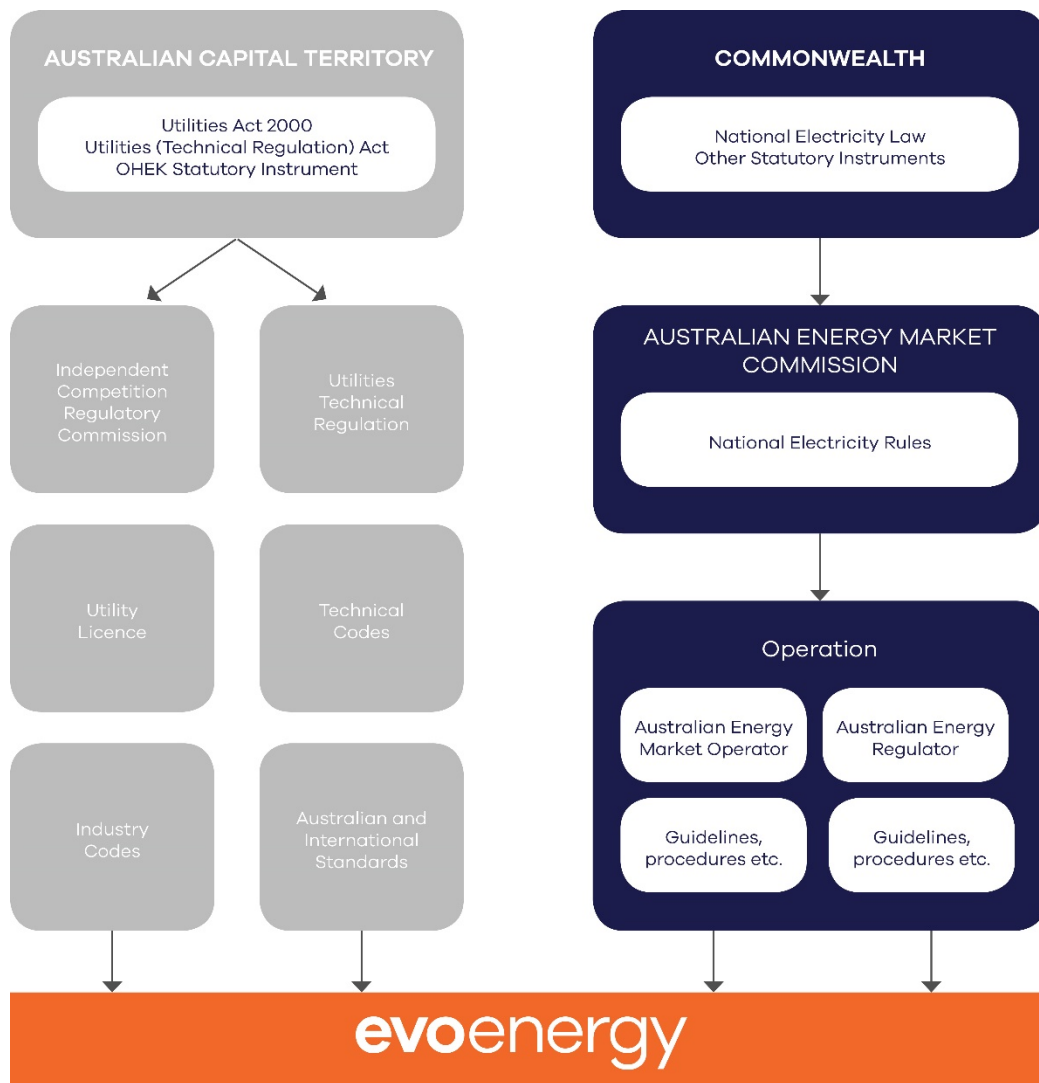 AUSTRALIAN CAPITAL TERRITORY
Utilities Act 2000
Utilities (Technical Regulation) Act
OHEK Statutory Instrument
Independent
Competition
Regulatory
Commission
Utilities
Technical
Regulation
Utility
Licence
Technical
Codes
Industry
Codes
Australian and
International
Standards
COMMONWEALTH
National Electricity Law
Other Statutory Instruments
AUSTRALIAN ENERGY MARKET
COMMISSION
National Electricity Rules
Operation
Australian Energy
Market Operator
Australian Energy
Regulator
Guidelines,
procedures etc.
Guidelines,
procedures etc.
evoenergy